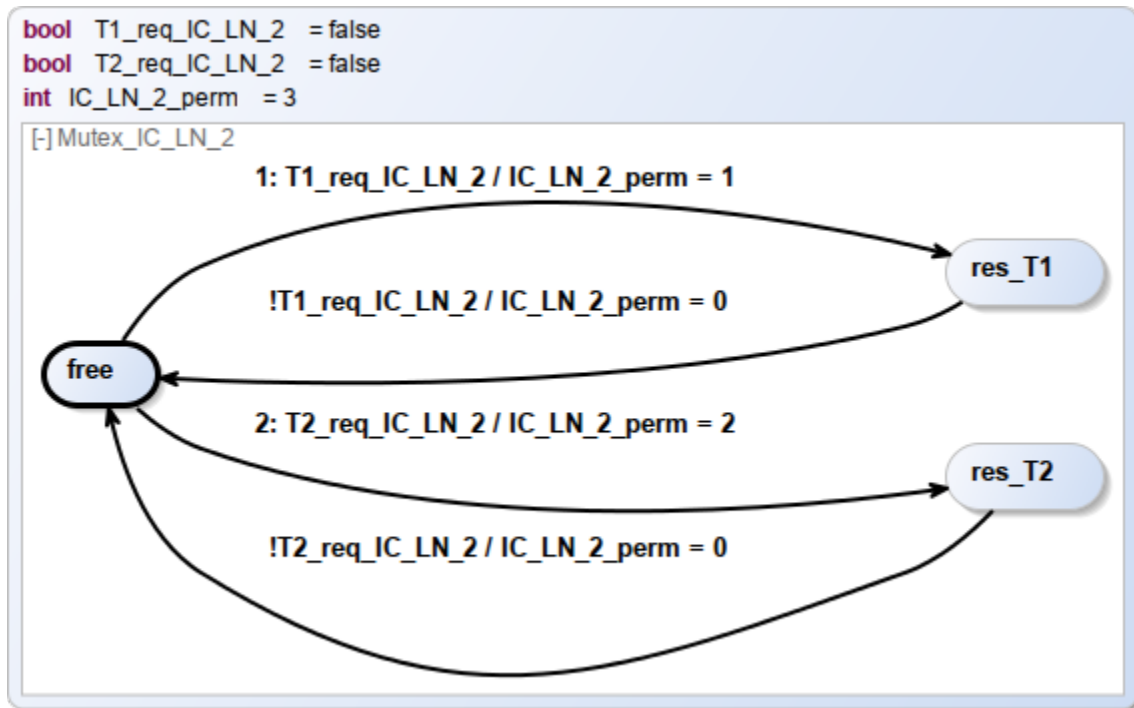 bool T1_req_IC_LN_2 = false
bool T2_req_IC_LN_2 = false
int IC_LN_2_perm = 3
[-] Mutex_IC_LN_2
1: T1_req_IC_LN_2 / IC_LN_2_perm = 1
res_T1
!T1_req_IC_LN_2 / IC_LN_2_perm = 0
free
2: T2_req_IC_LN_2 / IC_LN_2_perm = 2
res_T2
!T2_req_IC_LN_2 / IC_LN_2_perm = 0